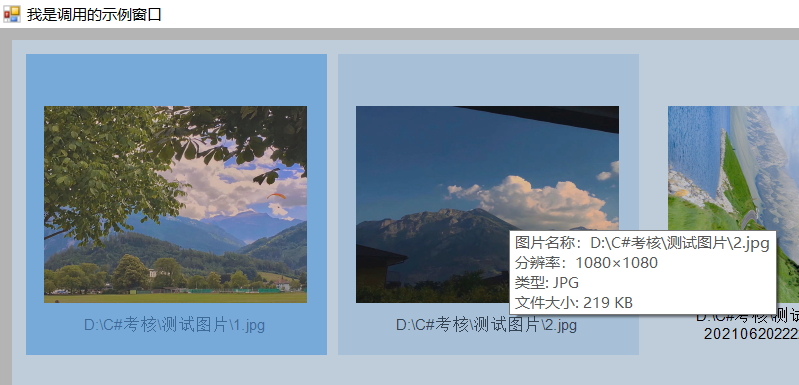 我是调用的示例窗口
D:\C#考核\测试图片\1.jpg
D:\C#考核\测试图片\2.jpg
图片名称：D:\C#考核\测试图片\2.jpg
分辨率：1080×1080
类型: JPG
文件大小: 219 KB
D:\C#考核\测试
20210620222